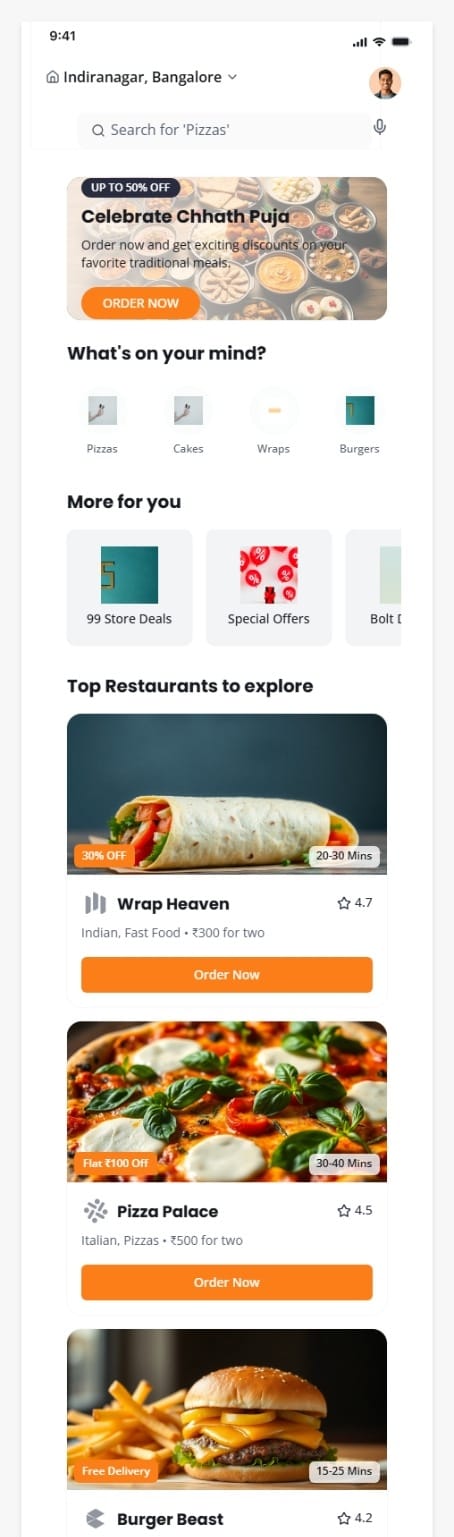 9:41
Indiranagar, Bangalore
Search for 'Pizzas'
UP TO 50% OFF
Celebrate Chhath Puja
Order now and get exciting discounts on your
favorite traditional meals.
ORDER NOW
What's on your mind?
Pizzas Cakes Wraps Burgers
More for you
99 Store Deals Special Offers Bolt D
Top Restaurants to explore
30% OFF 20-30 Mins
Wrap Heaven 4.7
Indian, Fast Food • ₹300 for two
Order Now
Flat ₹100 Off 30-40 Mins
Pizza Palace 4.5
Italian, Pizzas • ₹500 for two
Order Now
Free Delivery 15-25 Mins
Burger Beast 4.2